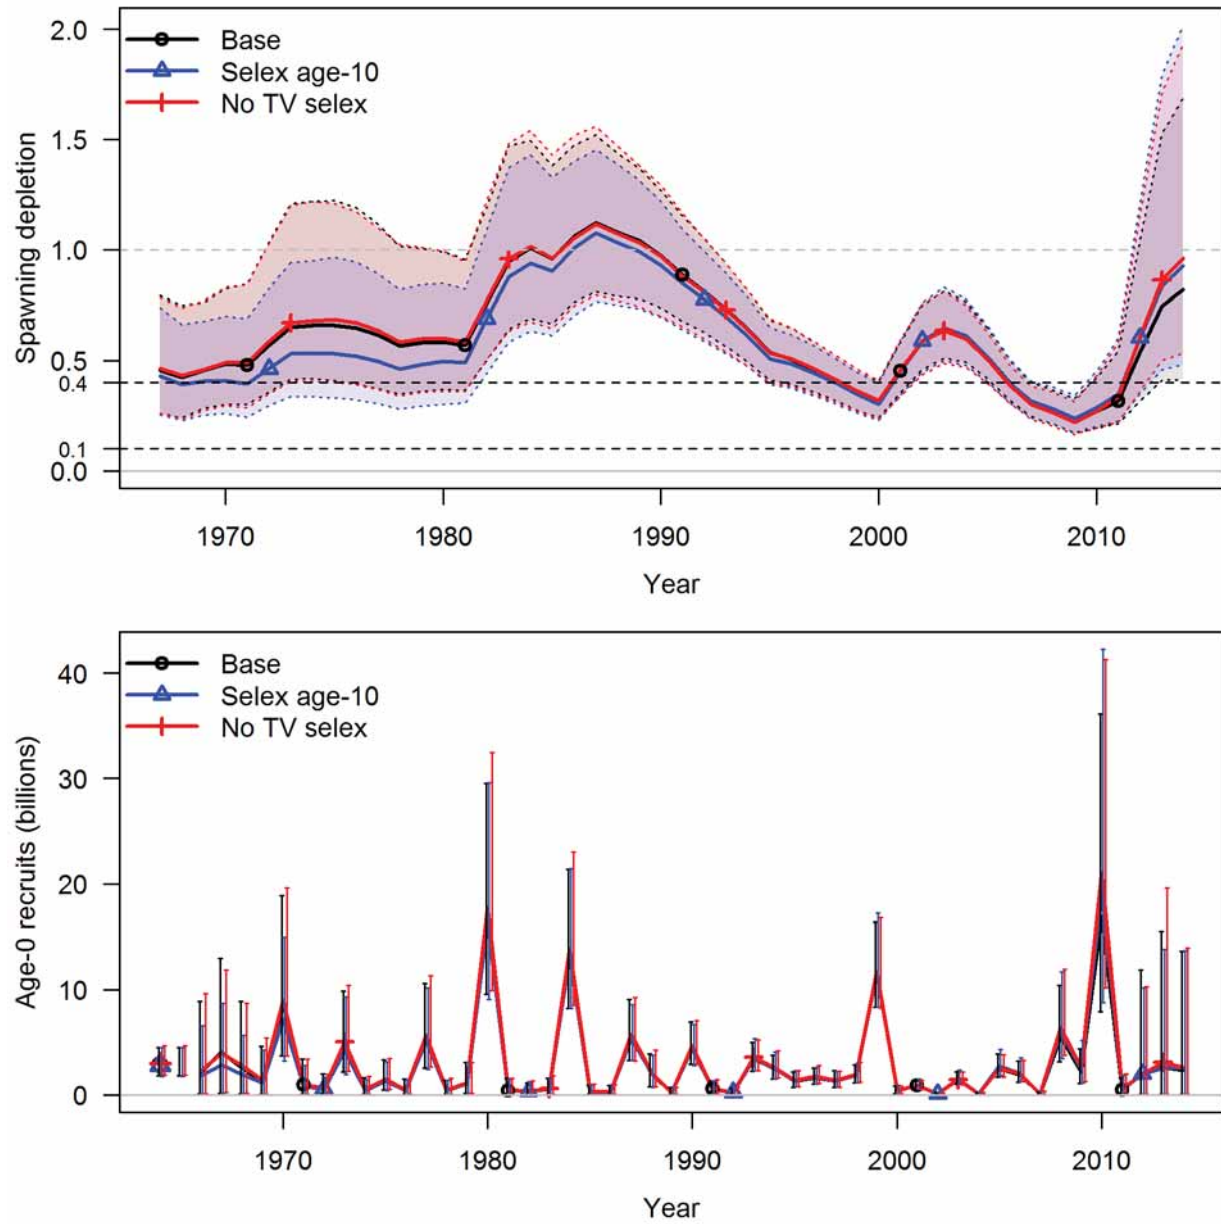 2.0
1.5
1.0
0.5
0.4
0.1
0.0
Spawning depletion
Base
Selex age-10
No TV selex
1970 1980 1990 2000 2010
Year
40
30
20
10
0
Age-0 recruits (billions)
Base
Selex age-10
No TV selex
1970 1980 1990 2000 2010
Year